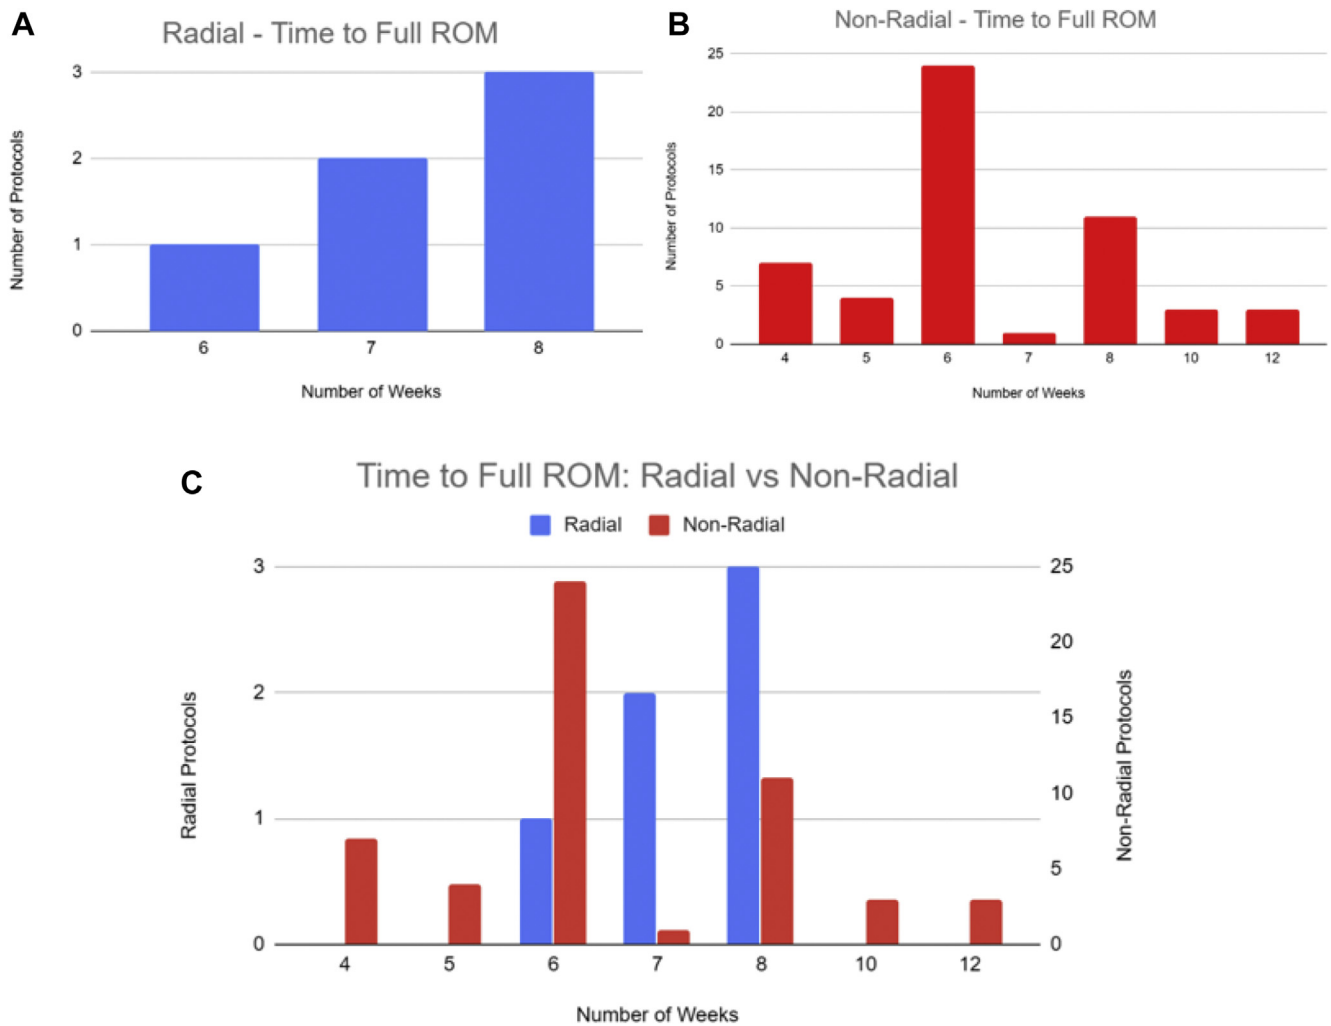 A
Radial - Time to Full ROM
Number of Protocols
3
2
1
0
6 7 8
Number of Weeks
B
Non-Radial - Time to Full ROM
Number of Protocols
25
20
15
10
5
0
4 5 6 7 8 10 12
Number of Weeks
C
Time to Full ROM: Radial vs Non-Radial
Radial Non-Radial
Radial Protocols
3
2
1
0
25
20
15
10
5
0
Non-Radial Protocols
4 5 6 7 8 10 12
Number of Weeks